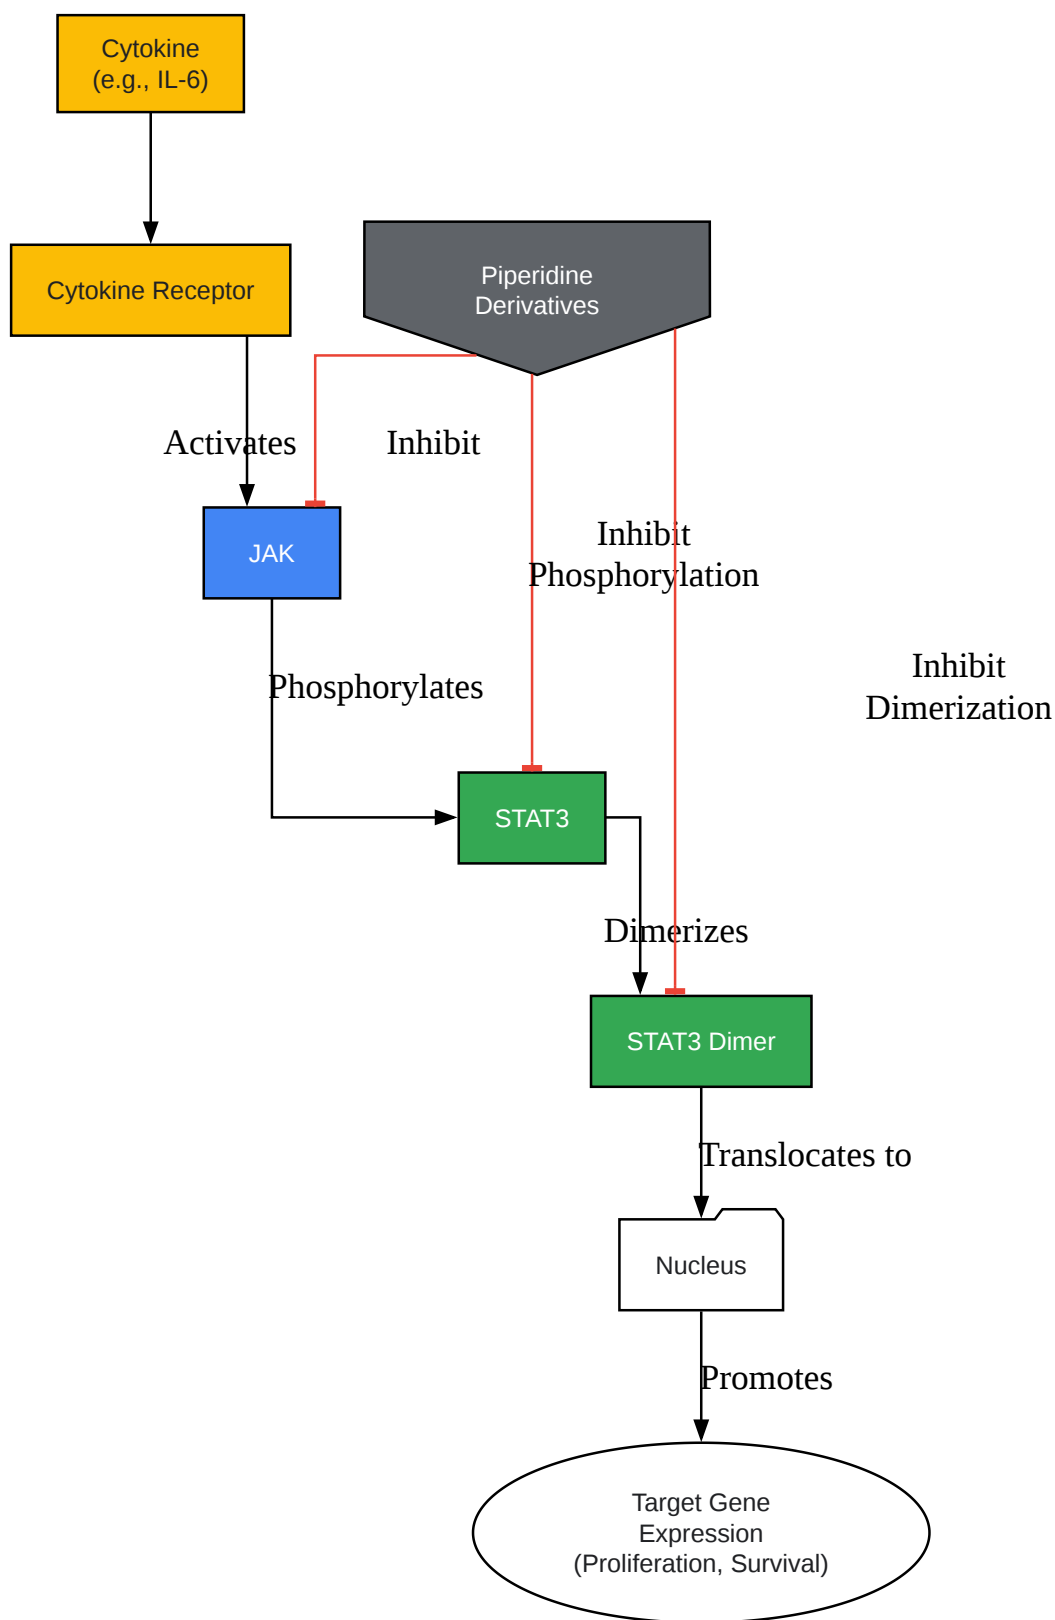 Cytokine
(e.g., IL-6)
Cytokine Receptor
Piperidine
Derivatives
Activates
Inhibit
Inhibit
Phosphorylation
JAK
Inhibit
Dimerization
Phosphorylates
STAT3
Dimerizes
STAT3 Dimer
Translocates to
Nucleus
Promotes
Target Gene
Expression
(Proliferation, Survival)